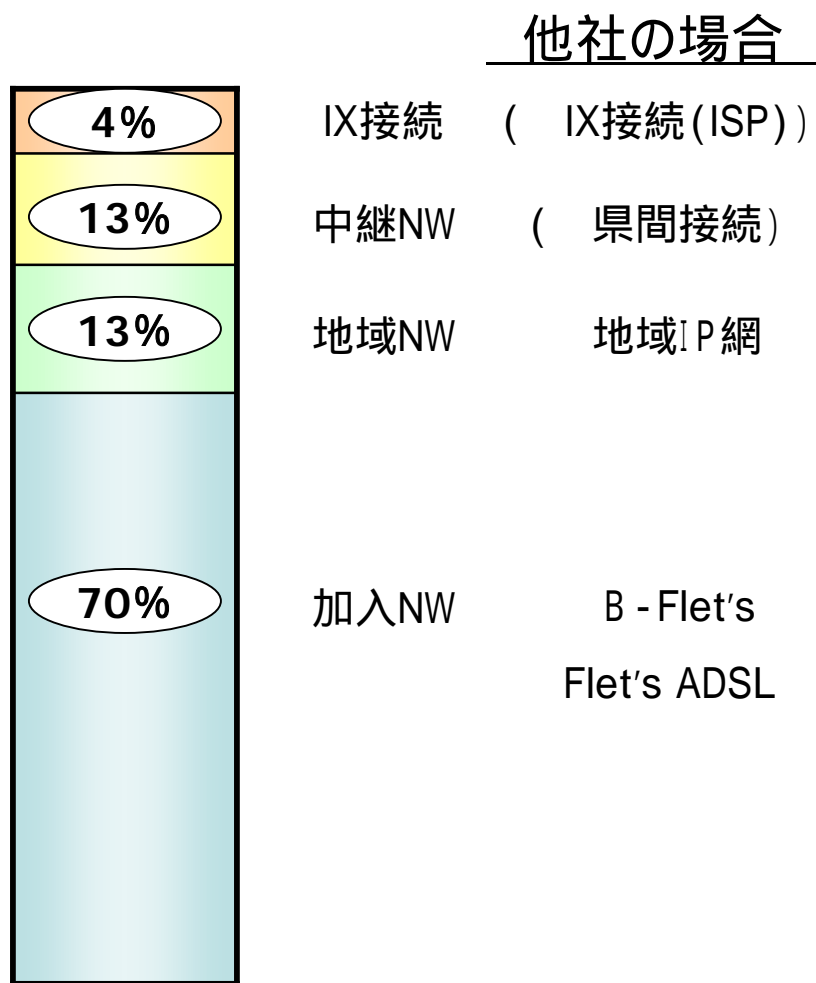 他社の場合
4% IX接続 ( IX接続(ISP))
13% 中継NW ( 県間接続)
13% 地域NW 地域IP網
70% 加入NW B-Flet's
Flet's ADSL